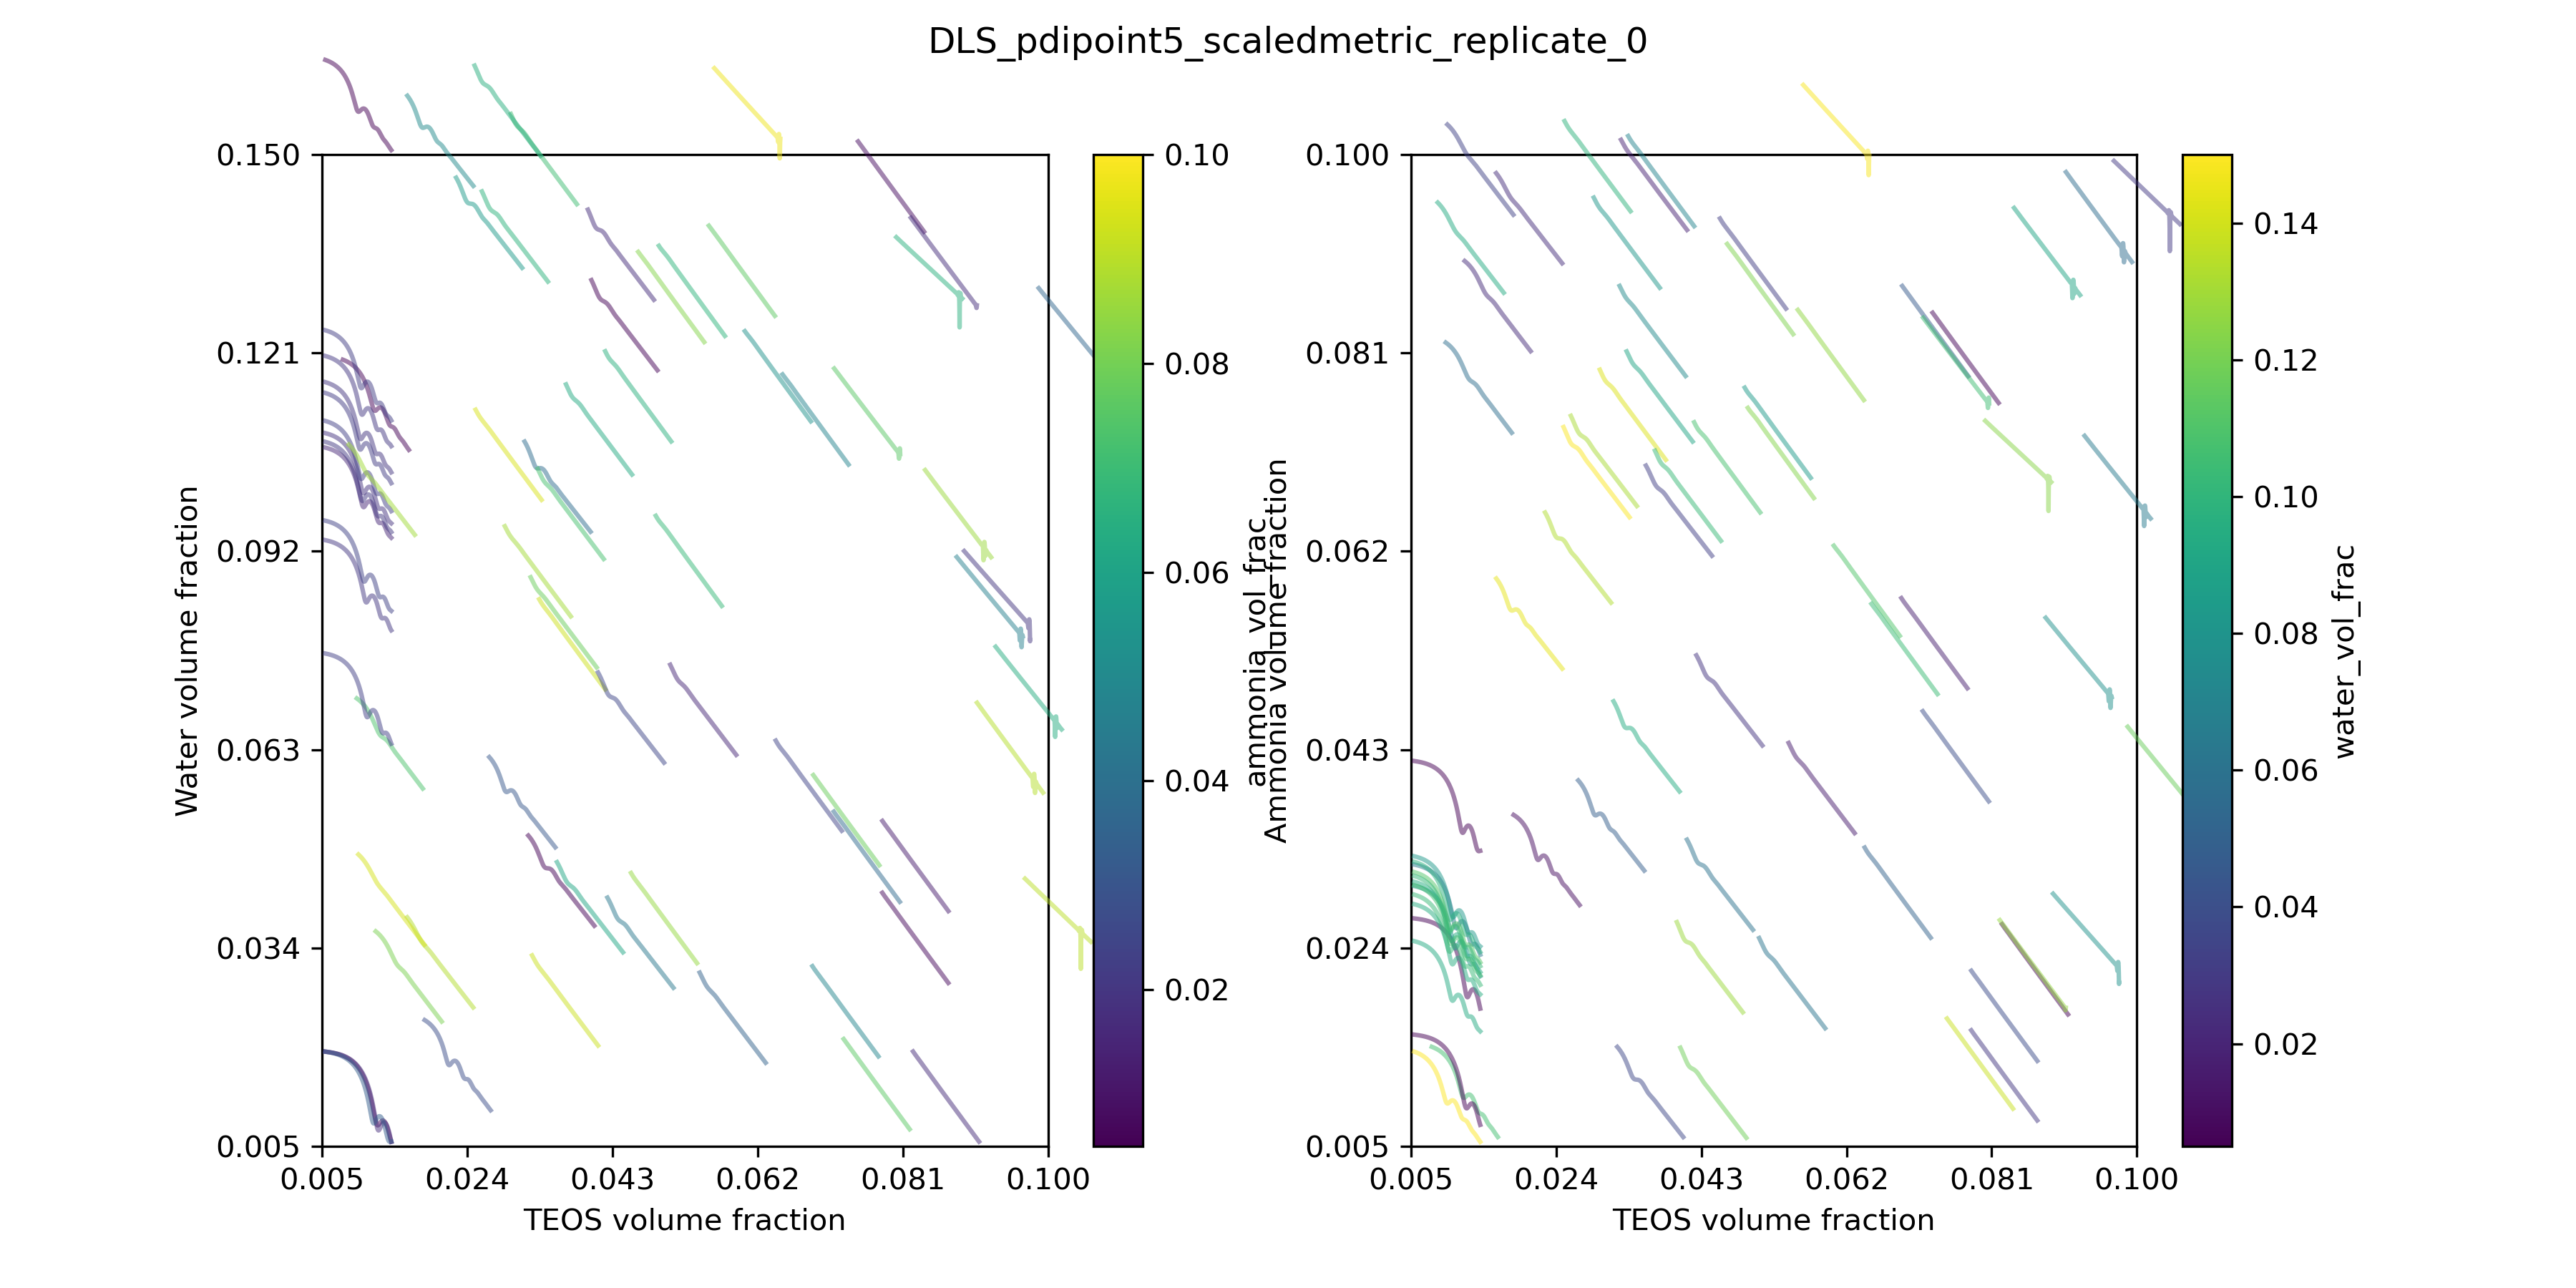 DLS_pdipoint5_scaledmetric_replicate_0
0.150
0.121
0.092
0.063
0.034
0.005
Water volume fraction
0.005 0.024 0.043 0.062 0.081 0.100
TEOS volume fraction
0.10
0.08
0.06
0.04
0.02
ammonia_vol_frac
Ammonia volume fraction
0.100
0.081
0.062
0.043
0.024
0.005
0.005 0.024 0.043 0.062 0.081 0.100
TEOS volume fraction
0.14
0.12
0.10
0.08
0.06
0.04
0.02
water_vol_frac